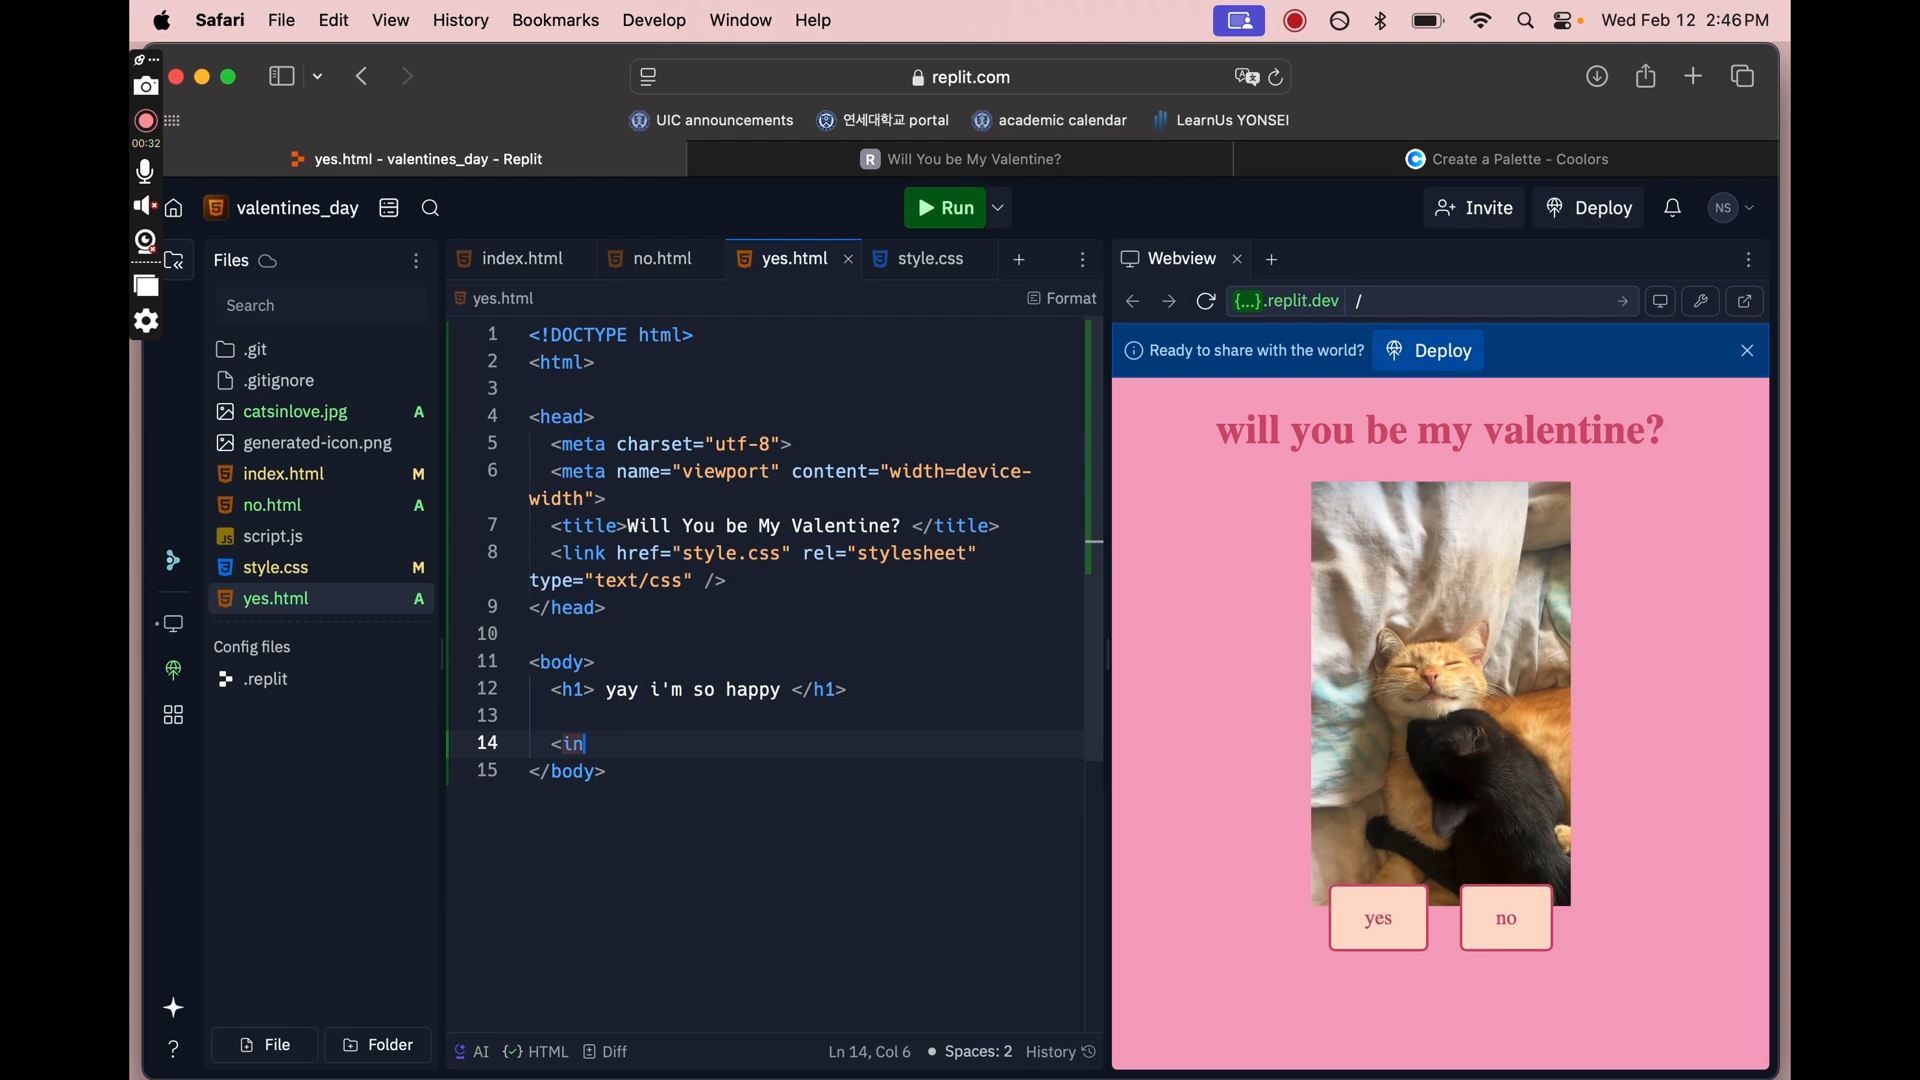 Safari File Edit View History Bookmarks Develop Window Help Wed Feb 12 2:46 PM
replit.com
UIC announcements 연세대학교 portal academic calendar LearnUs YONSEI
00:32
yes.html - valentines_day - Replit
R Will You be My Valentine?
Create a Palette - Coolors
valentines_day
Run
Invite
Deploy
NS
Files
Search
.git
.gitignore
catsinlove.jpg A
generated-icon.png
index.html M
no.html A
script.js
style.css M
yes.html A
Config files
.replit
File Folder
index.html no.html yes.html style.css
yes.html Format
1 <!DOCTYPE html>
2 <html>
3
4 <head>
5 <meta charset="utf-8">
6 <meta name="viewport" content="width=device-
width">
7 <title>Will You be My Valentine? </title>
8 <link href="style.css" rel="stylesheet"
type="text/css" />
9 </head>
10
11 <body>
12 <h1> yay i'm so happy </h1>
13
14 <in
15 </body>
AI HTML Diff Ln 14, Col 6 Spaces: 2 History
Webview
{...}.replit.dev /
Ready to share with the world? Deploy
will you be my valentine?
yes no